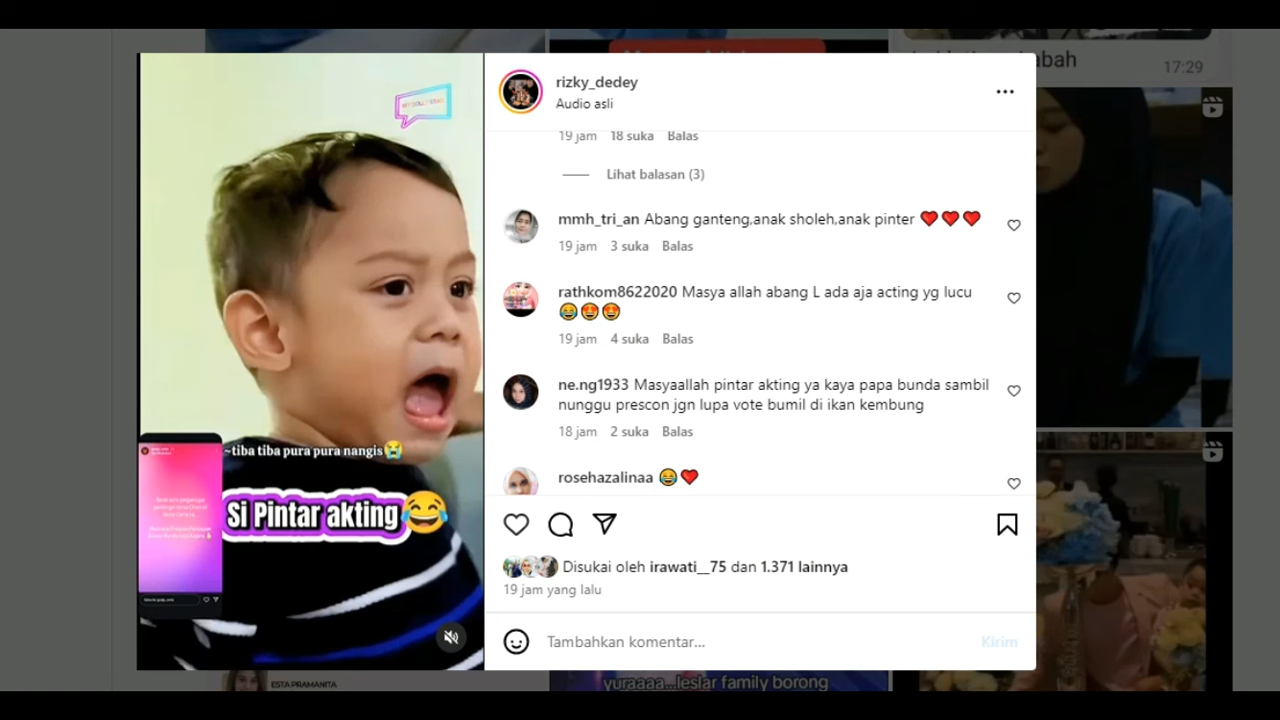 abah
17:29
rizky_dedey
Audio asli
19 jam 18 suka Balas
Lihat balasan (3)
mmh_tri_an Abang ganteng,anak sholeh,anak pinter ❤️❤️❤️
19 jam 3 suka Balas
rathkom8622020 Masya allah abang L ada aja acting yg lucu
😂🤩🤩
19 jam 4 suka Balas
ne.ng1933 Masyaallah pintar akting ya kaya papa bunda sambil
nunggu prescon jgn lupa vote bumil di ikan kembung
18 jam 2 suka Balas
rosehazalinaa 😂❤️
~tiba tiba pura pura nangis😭
Si Pintar akting😂
Disukai oleh irawati__75 dan 1.371 lainnya
19 jam yang lalu
Tambahkan komentar...
Kirim
ESTA PRAMANITA
yuraaaa...leslar family borong